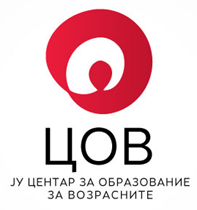 ЦОВ
ЈУ ЦЕНТАР ЗА ОБРАЗОВАНИЕ
ЗА ВОЗРАСНИТЕ